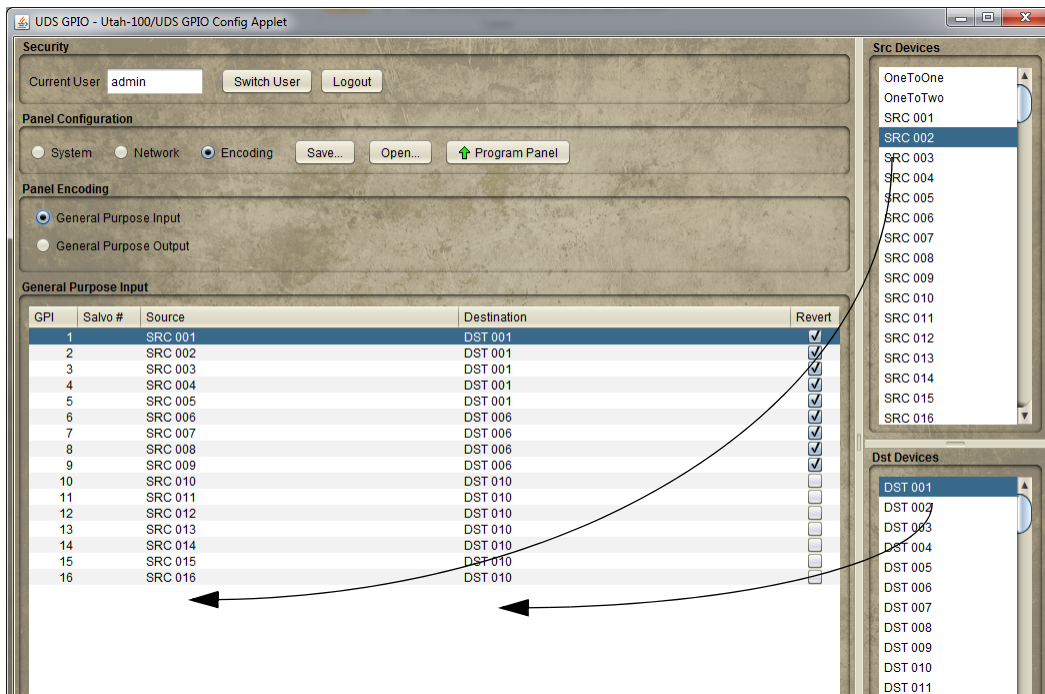 UDS GPIO - Utah-100/UDS GPIO Config Applet
Security
Current User admin Switch User Logout
Panel Configuration
System Network Encoding Save... Open... Program Panel
Panel Encoding
General Purpose Input
General Purpose Output
General Purpose Input
GPI Salvo # Source Destination Revert
1 SRC 001 DST 001
2 SRC 002 DST 001
3 SRC 003 DST 001
4 SRC 004 DST 001
5 SRC 005 DST 001
6 SRC 006 DST 006
7 SRC 007 DST 006
8 SRC 008 DST 006
9 SRC 009 DST 006
10 SRC 010 DST 010
11 SRC 011 DST 010
12 SRC 012 DST 010
13 SRC 013 DST 010
14 SRC 014 DST 010
15 SRC 015 DST 010
16 SRC 016 DST 010
Src Devices
OneToOne
OneToTwo
SRC 001
SRC 002
SRC 003
SRC 004
SRC 005
SRC 006
SRC 007
SRC 008
SRC 009
SRC 010
SRC 011
SRC 012
SRC 013
SRC 014
SRC 015
SRC 016
Dst Devices
DST 001
DST 002
DST 003
DST 004
DST 005
DST 006
DST 007
DST 008
DST 009
DST 010
DST 011